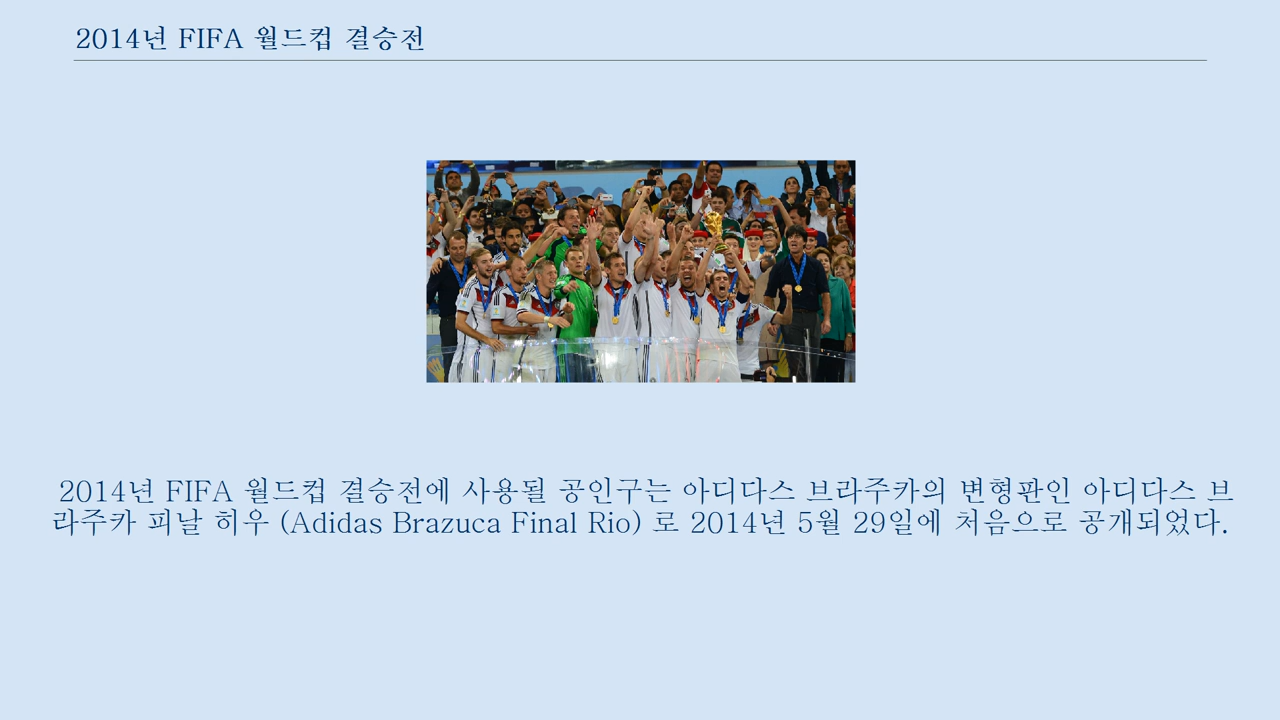 2014년 FIFA 월드컵 결승전
2014년 FIFA 월드컵 결승전에 사용될 공인구는 아디다스 브라주카의 변형판인 아디다스 브
라주카 피날 히우 (Adidas Brazuca Final Rio) 로 2014년 5월 29일에 처음으로 공개되었다.